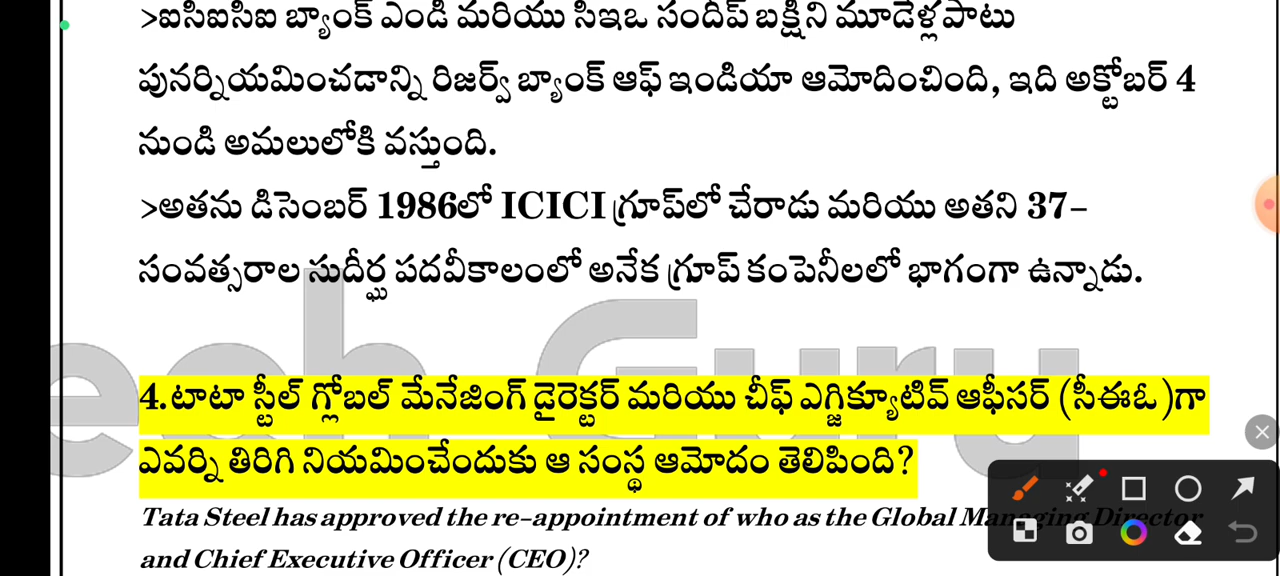 >ఐసిఐసిఐ బ్యాంక్ ఎండి మరియు సిఇఒ సందీప్ బక్షిని మూడేళ్లపాటు
పునర్నియమించడాన్ని రిజర్వ్ బ్యాంక్ ఆఫ్ ఇండియా ఆమోదించింది, ఇది అక్టోబర్ 4
నుండి అమలులోకి వస్తుంది.
>అతను డిసెంబర్ 1986లో ICICI గ్రూప్‌లో చేరాడు మరియు అతని 37-
సంవత్సరాల సుదీర్ఘ పదవీకాలంలో అనేక గ్రూప్ కంపెనీలలో భాగంగా ఉన్నాడు.
ech Guru
4.టాటా స్టీల్ గ్లోబల్ మేనేజింగ్ డైరెక్టర్ మరియు చీఫ్ ఎగ్జిక్యూటివ్ ఆఫీసర్ (సీఈఓ)గా
ఎవర్ని తిరిగి నియమించేందుకు ఆ సంస్థ ఆమోదం తెలిపింది?
Tata Steel has approved the re-appointment of who as the Global Managing Director
and Chief Executive Officer (CEO)?